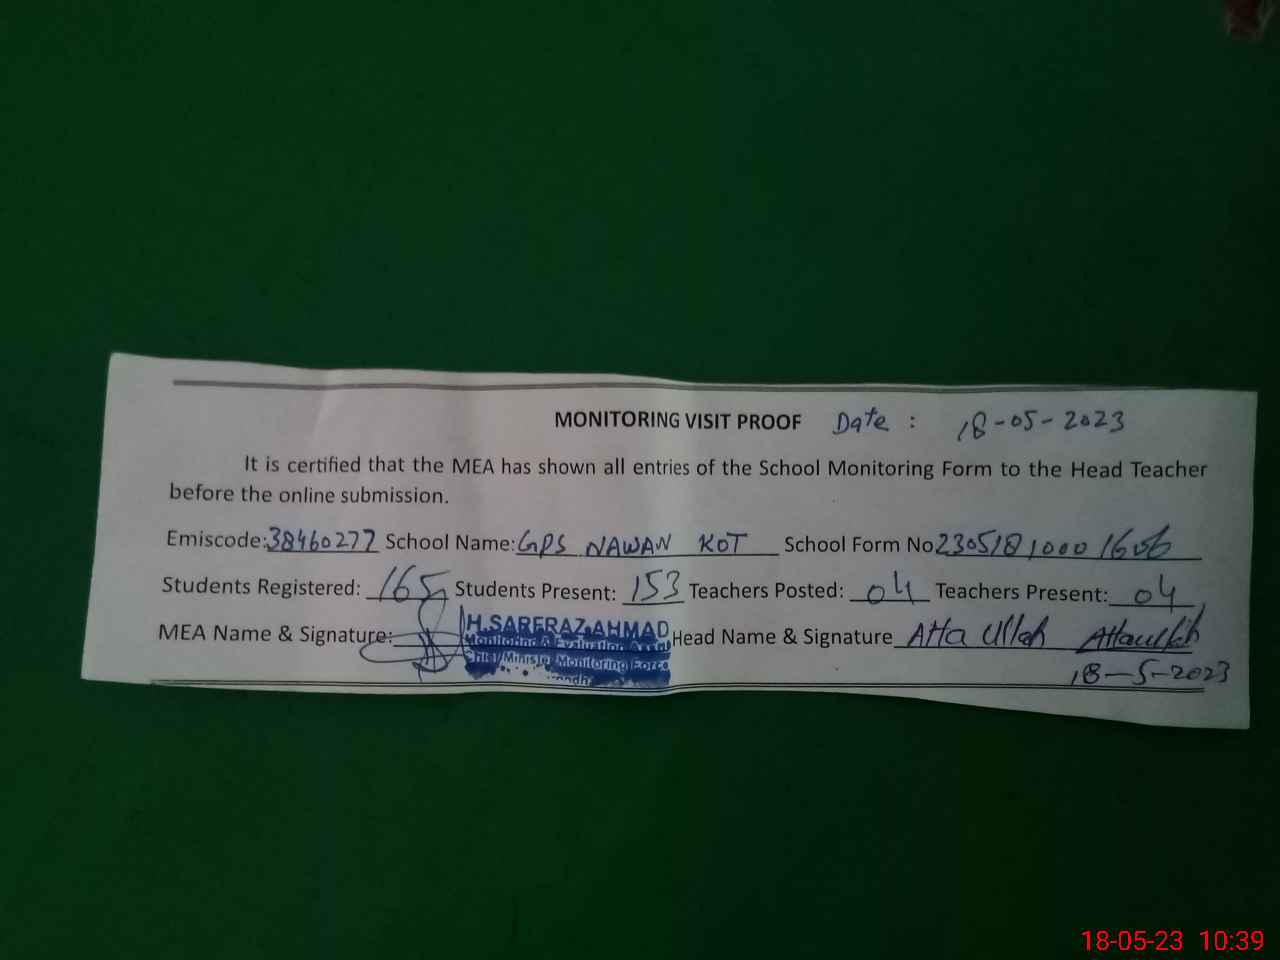 MONITORING VISIT PROOF Date : 18-05-2023
It is certified that the MEA has shown all entries of the School Monitoring Form to the Head Teacher
before the online submission.
Emiscode: 38460277 School Name: GPS NAWAN KOT School Form No 2305181000 1606
Students Registered: 165 Students Present: 153 Teachers Posted: 04 Teachers Present: 04
MEA Name & Signature: H.SARFRAZ AHMAD Head Name & Signature Atta Ullah Attaullah
Monitoring & Evaluation Assit
Chief Minister Monitoring Force
18-5-2023
18-05-23 10:39